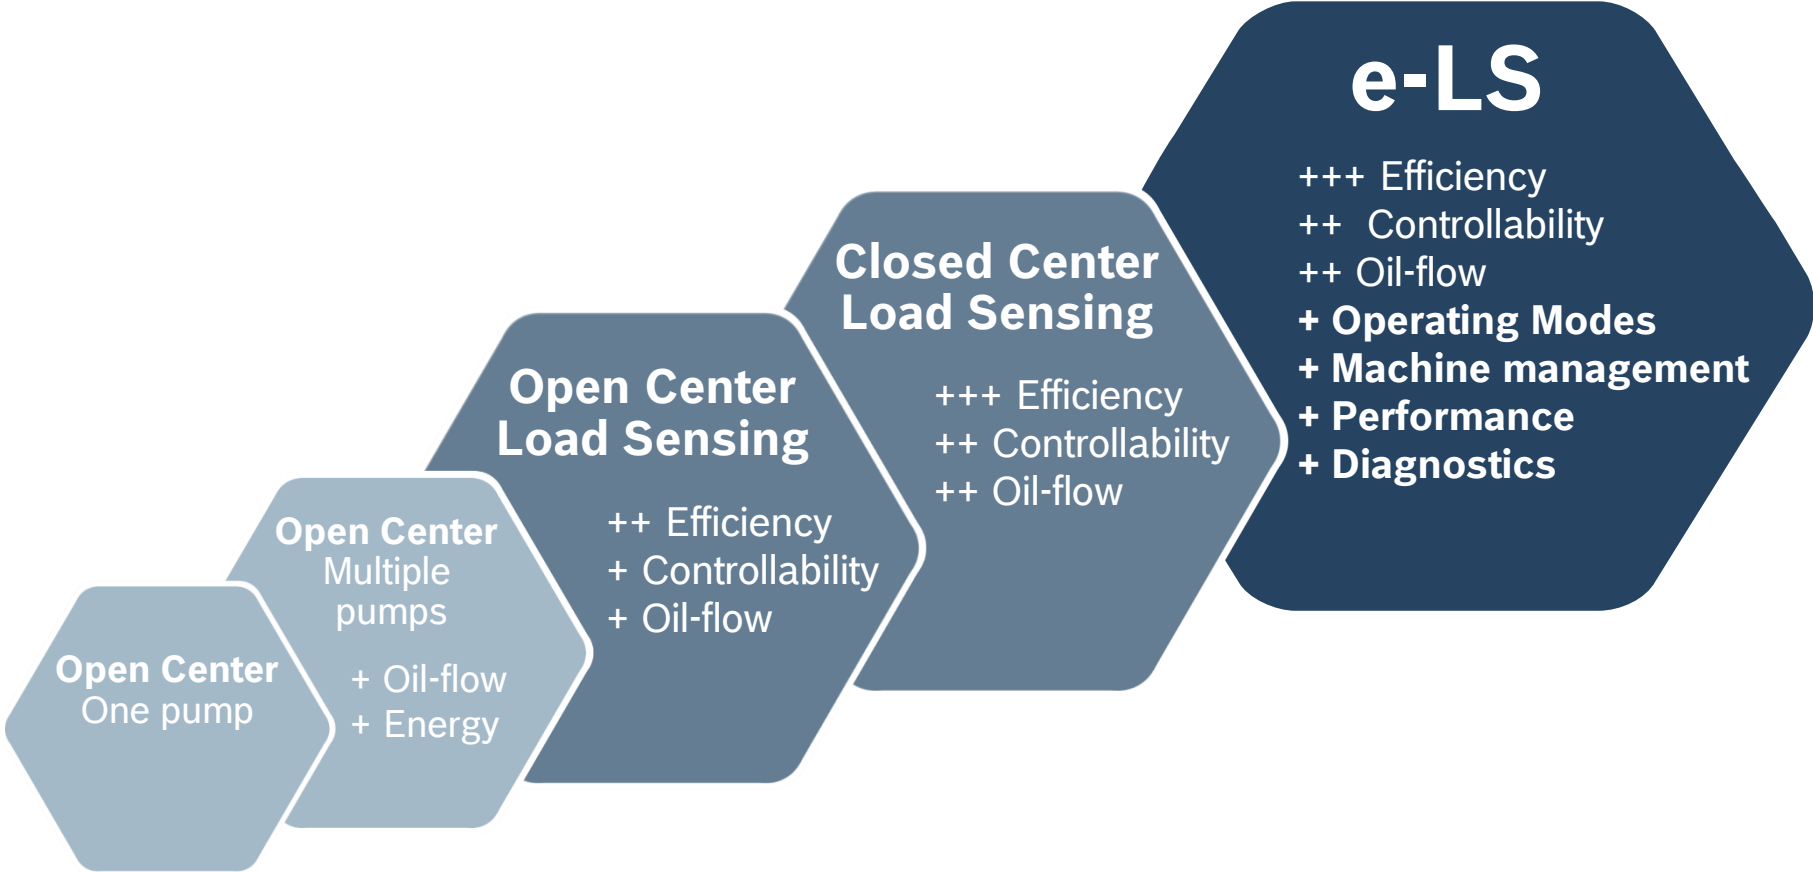 Open Center
One pump
Open Center
Multiple
pumps
+ Oil-flow
+ Energy
Open Center
Load Sensing
++ Efficiency
+ Controllability
+ Oil-flow
Closed Center
Load Sensing
+++ Efficiency
++ Controllability
++ Oil-flow
e-LS
+++ Efficiency
++ Controllability
++ Oil-flow
+ Operating Modes
+ Machine management
+ Performance
+ Diagnostics